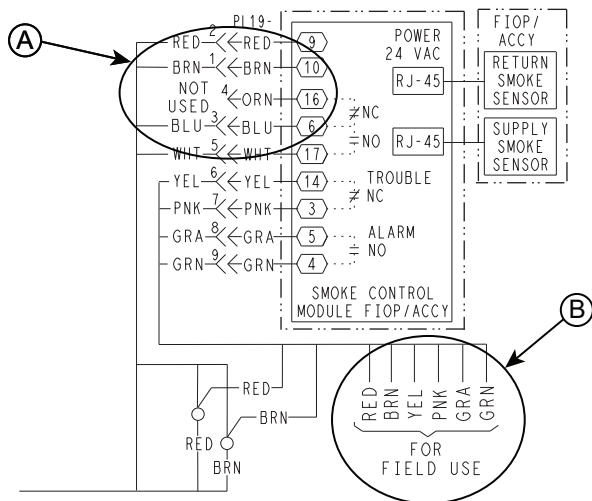 A
PL19-
RED 2 RED 9
BRN 1 BRN 10
NOT USED 4 ORN 16
BLU 3 BLU 6
WHT 5 WHT 17
YEL 6 YEL 14
PNK 7 PNK 3
GRA 8 GRA 5
GRN 9 GRN 4
NC
NO
TROUBLE
NC
ALARM
NO
POWER
24 VAC
RJ-45
RJ-45
SMOKE CONTROL
MODULE FIOP/ACCY
FIOP/
ACCY
RETURN
SMOKE
SENSOR
SUPPLY
SMOKE
SENSOR
B
RED
BRN
RED
BRN
RED BRN YEL PNK GRA GRN
FOR
FIELD USE